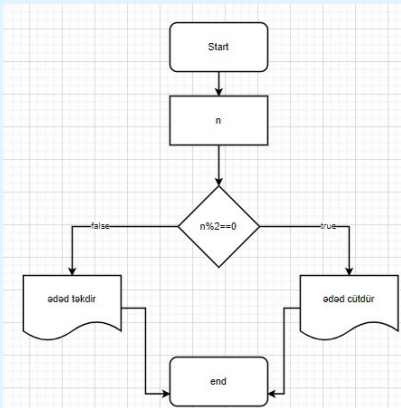 Start
n
n%2==0
false
true
ədəd təkdir
ədəd cütdür
end